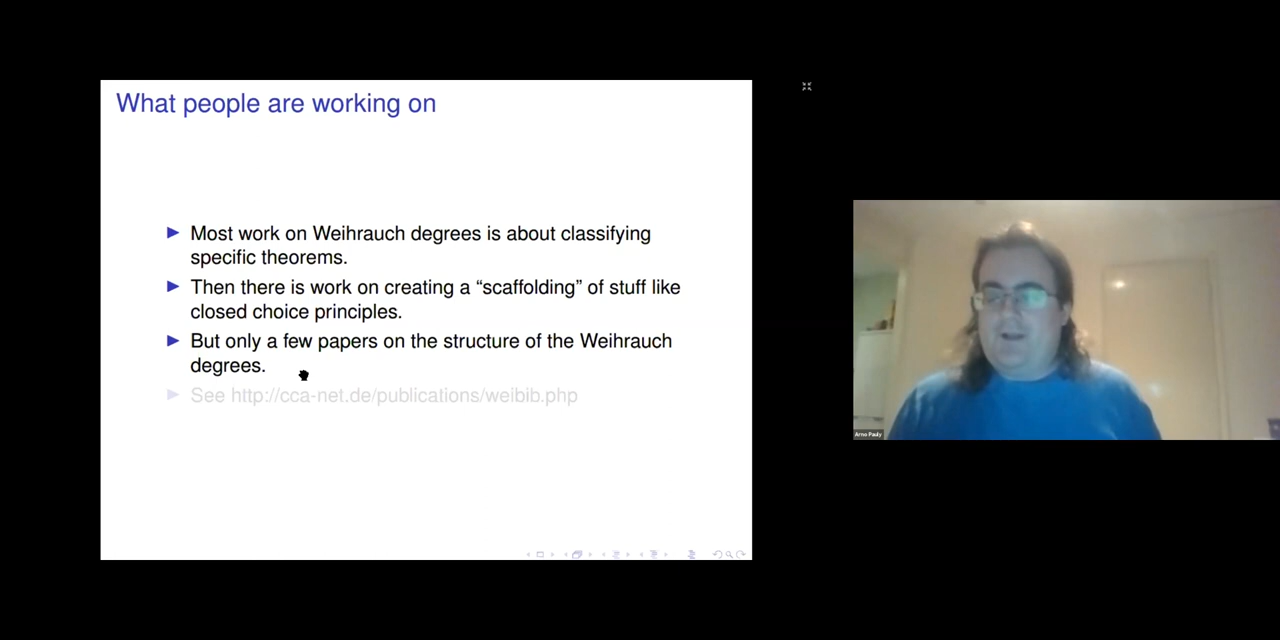 What people are working on
▶ Most work on Weihrauch degrees is about classifying
specific theorems.
▶ Then there is work on creating a “scaffolding” of stuff like
closed choice principles.
▶ But only a few papers on the structure of the Weihrauch
degrees.
▶ See http://cca-net.de/publications/weibib.php
Arno Pauly